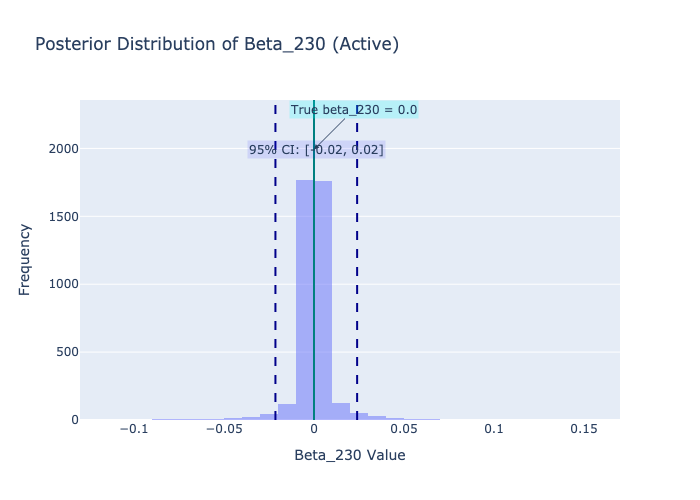 Posterior Distribution of Beta_230 (Active)
True beta_230 = 0.0
95% CI: [-0.02, 0.02]
2000
1500
1000
500
0
Frequency
−0.1
−0.05
0
0.05
0.1
0.15
Beta_230 Value